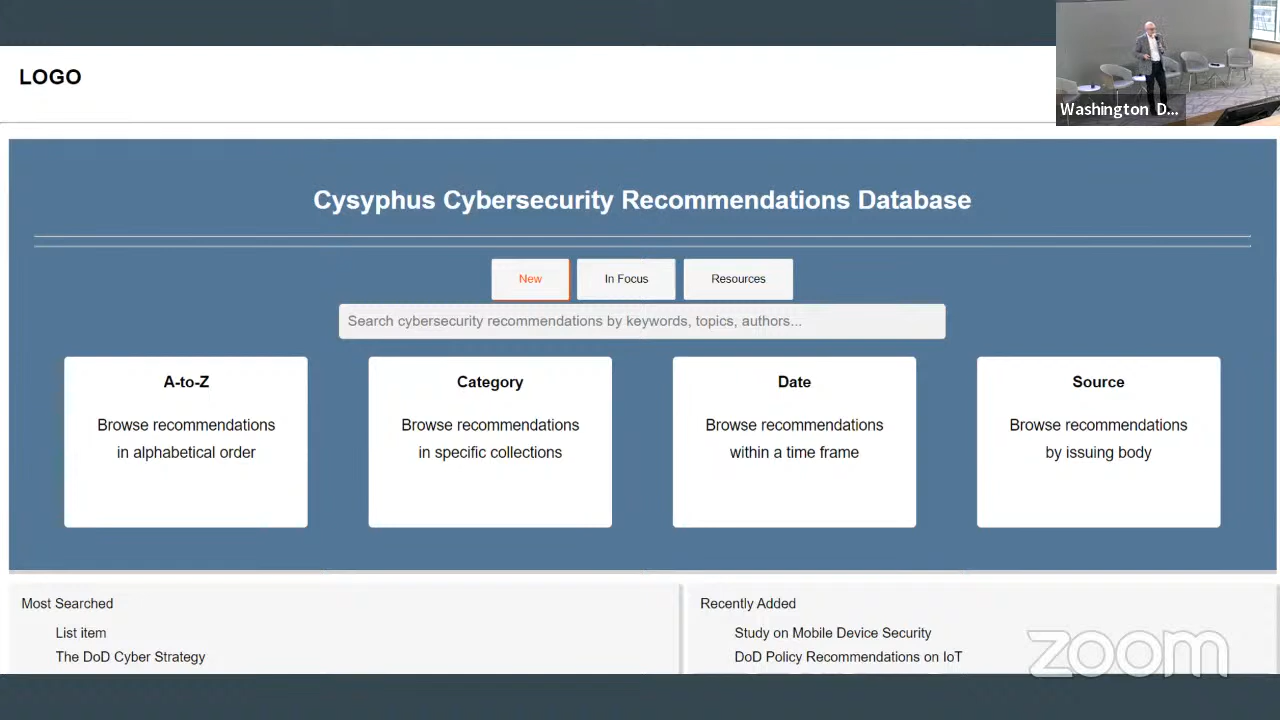 LOGO
Washington D...
Cysyphus Cybersecurity Recommendations Database
New
In Focus
Resources
Search cybersecurity recommendations by keywords, topics, authors...
A-to-Z
Browse recommendations
in alphabetical order
Category
Browse recommendations
in specific collections
Date
Browse recommendations
within a time frame
Source
Browse recommendations
by issuing body
Most Searched
List item
The DoD Cyber Strategy
Recently Added
Study on Mobile Device Security
DoD Policy Recommendations on IoT
zoom